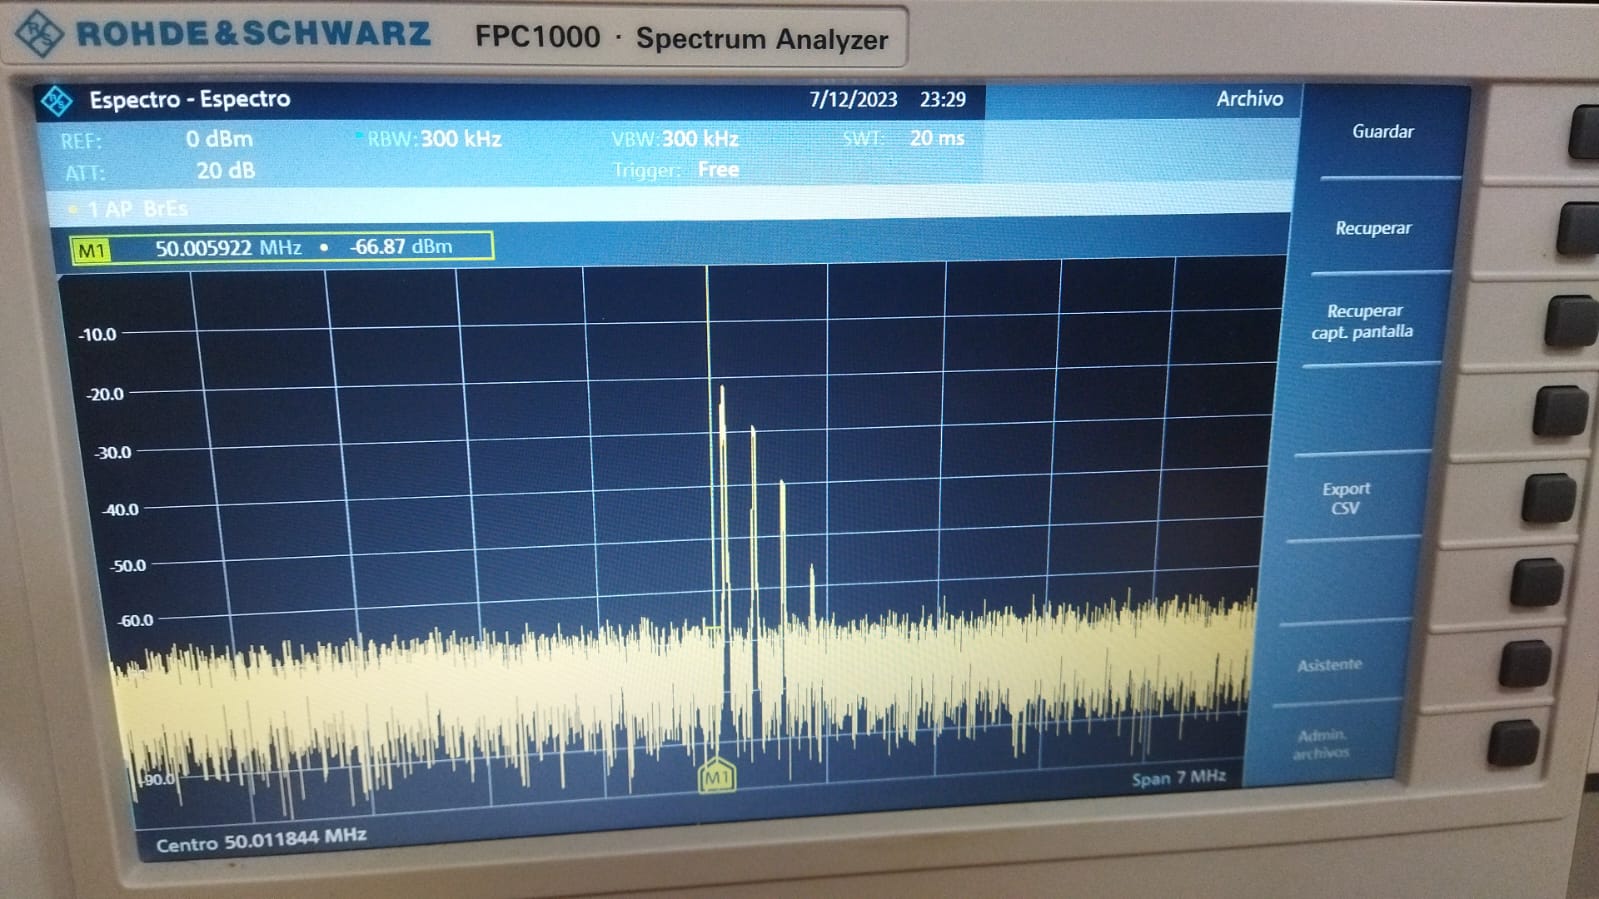 ROHDE & SCHWARZ FPC1000 · Spectrum Analyzer
Espectro - Espectro 7/12/2023 23:29 Archivo
REF: 0 dBm RBW: 300 kHz VBW: 300 kHz SWT: 20 ms
ATT: 20 dB Trigger: Free
1 AP BrEs
M1 50.005922 MHz • -66.87 dBm
-10.0
-20.0
-30.0
-40.0
-50.0
-60.0
-90.0
M1
Span 7 MHz
Centro 50.011844 MHz
Guardar
Recuperar
Recuperar
capt. pantalla
Export
CSV
Asistente
Admin.
archivos